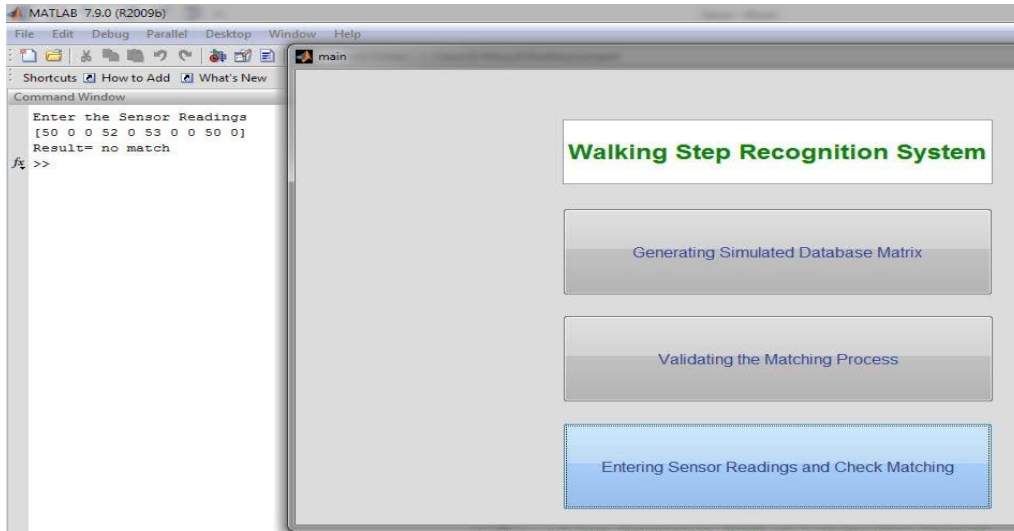 MATLAB 7.9.0 (R2009b)
File Edit Debug Parallel Desktop Window Help
main
Shortcuts How to Add What's New
Command Window
Enter the Sensor Readings
[50 0 0 52 0 53 0 0 50 0]
Result= no match
fx >>
Walking Step Recognition System
Generating Simulated Database Matrix
Validating the Matching Process
Entering Sensor Readings and Check Matching